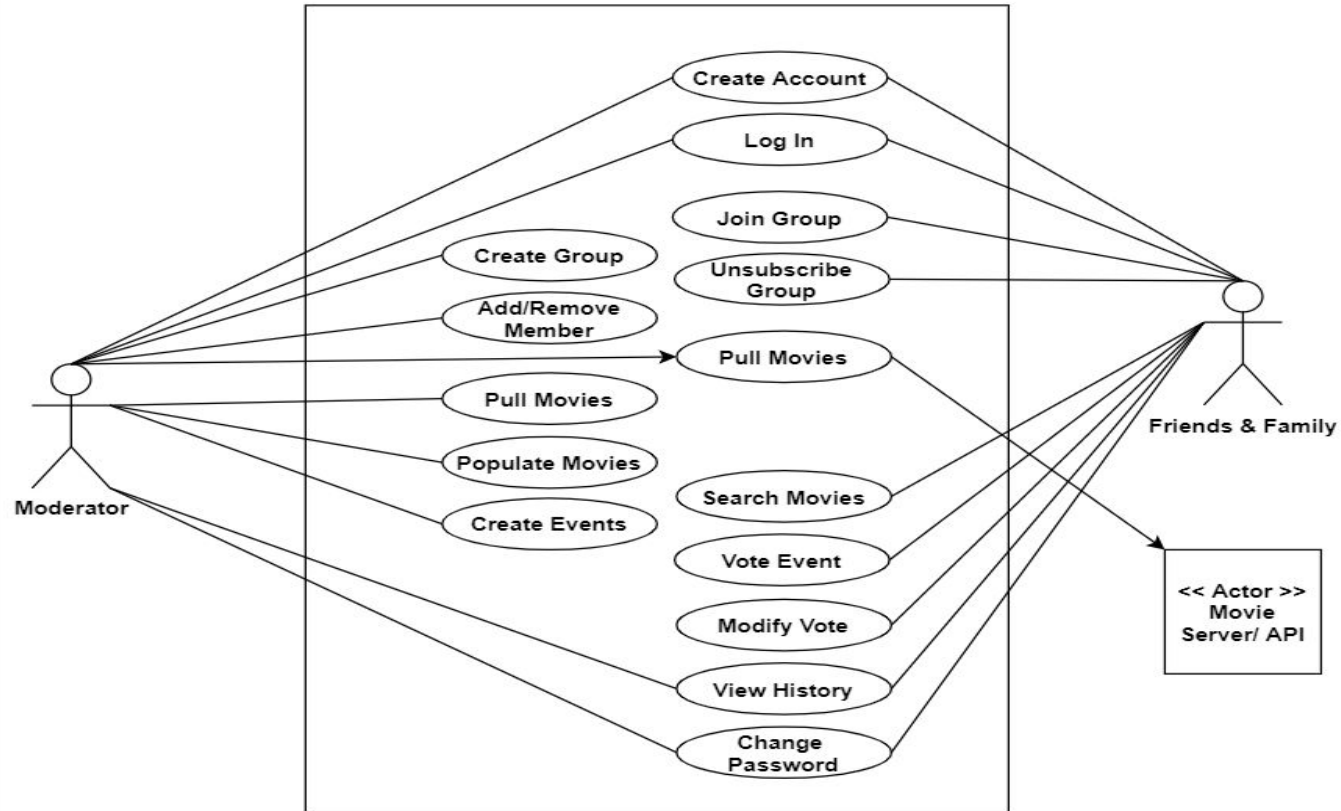 Create Account
Log In
Join Group
Create Group
Unsubscribe
Group
Add/Remove
Member
Pull Movies
Pull Movies
Populate Movies
Create Events
Moderator
Friends & Family
Search Movies
Vote Event
Modify Vote
View History
Change
Password
<< Actor >>
Movie
Server/ API